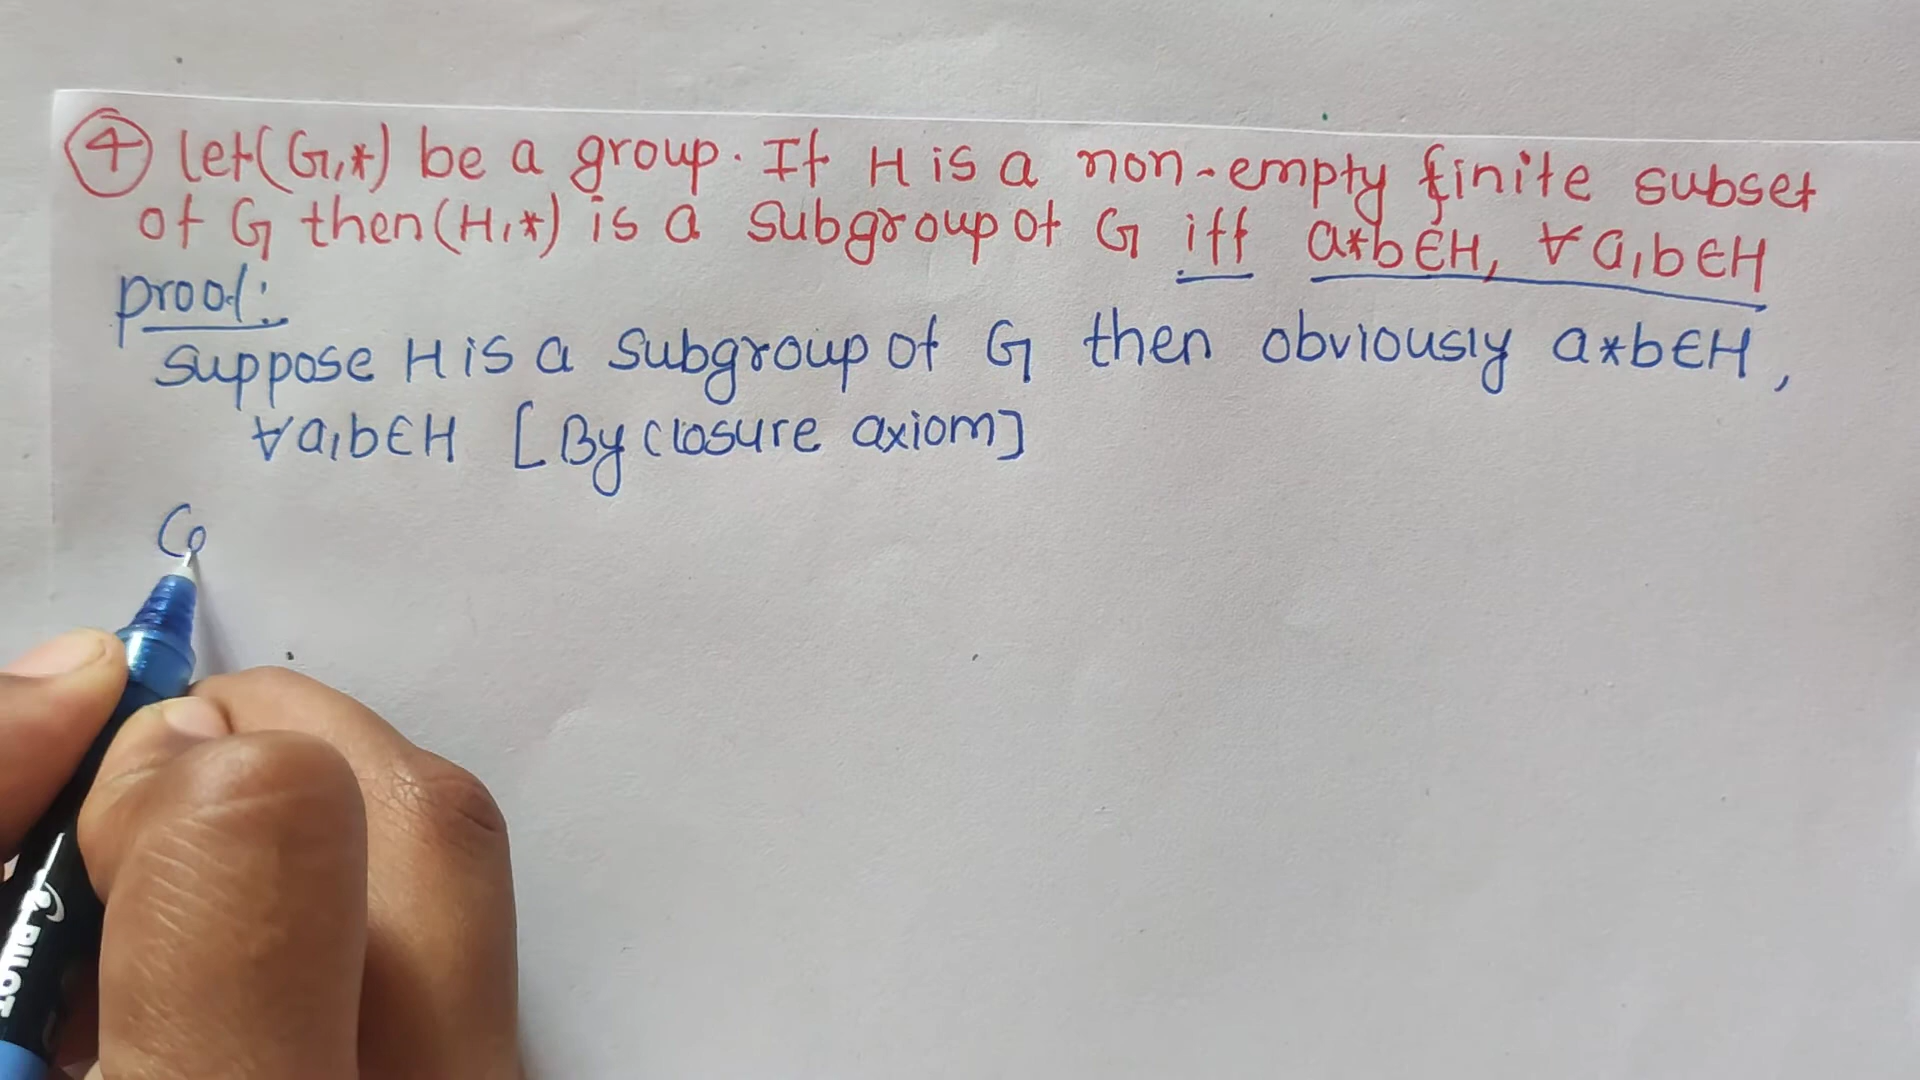 ④ let (G,*) be a group. If H is a non-empty finite subset
of G then (H,*) is a subgroup of G iff a*b∈H, ∀ a,b∈H
proof:
suppose H is a subgroup of G then obviously a*b∈H,
∀ a,b∈H [By closure axiom]
Co
PILOT